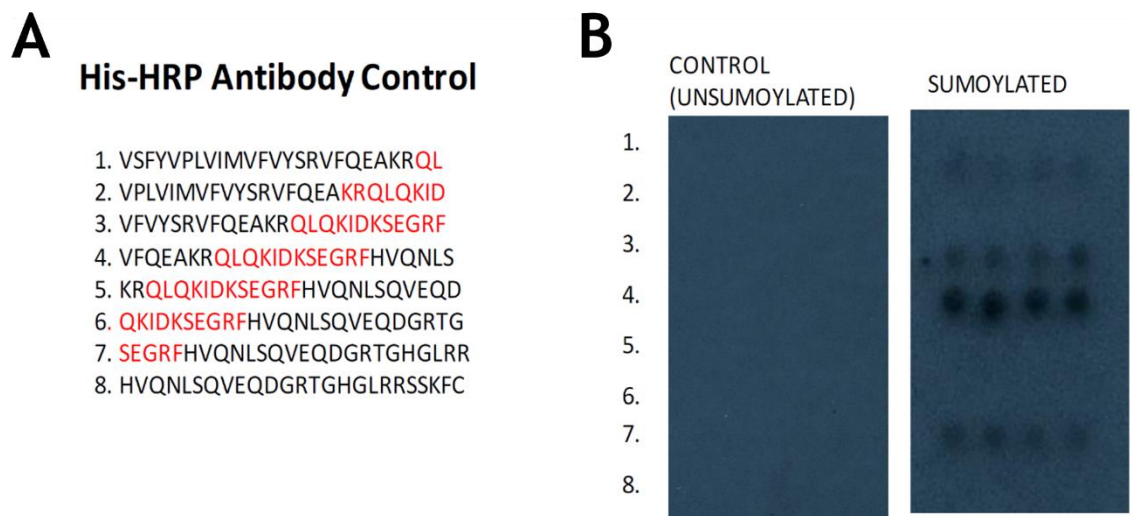 A
His-HRP Antibody Control
1. VSFYVPLVIMVFVYSRVFQEAKRQL
2. VPLVIMVFVYSRVFQEAKRQLQKID
3. VFVYSRVFQEAKRQLQKIDKSEGRF
4. VFQEAKRQLQKIDKSEGRFHVQNLS
5. KRQLQKIDKSEGRFHVQNLSQVEQD
6. QKIDKSEGRFHVQNLSQVEQDGRTG
7. SEGRFHVQNLSQVEQDGRTGHGLRR
8. HVQNLSQVEQDGRTGHGLRRSSKFC
B
CONTROL
(UNSUMOYLATED)
SUMOYLATED
1.
2.
3.
4.
5.
6.
7.
8.